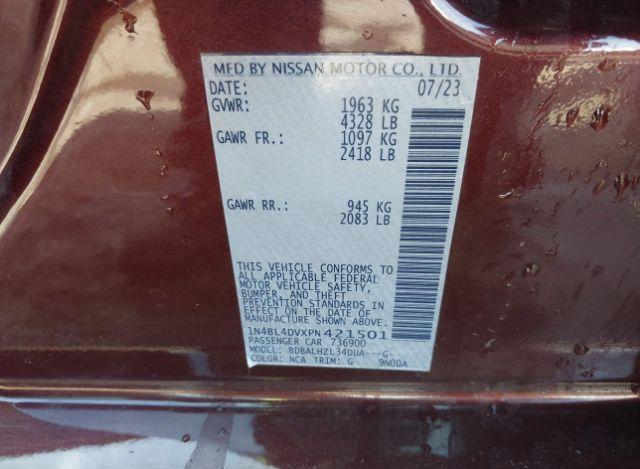 MFD BY NISSAN MOTOR CO., LTD.
DATE: 07/23
GVWR: 1963 KG
4328 LB
GAWR FR.: 1097 KG
2418 LB
GAWR RR.: 945 KG
2083 LB
THIS VEHICLE CONFORMS TO
ALL APPLICABLE FEDERAL
MOTOR VEHICLE SAFETY,
BUMPER, AND THEFT
PREVENTION STANDARDS IN
EFFECT ON THE DATE OF
MANUFACTURE SHOWN ABOVE.
1N4BL4DVXPN 421501
PASSENGER CAR 736900
MODEL: BDBALHZL34DUA---G-
COLOR: NCA TRIM: G 9N00A